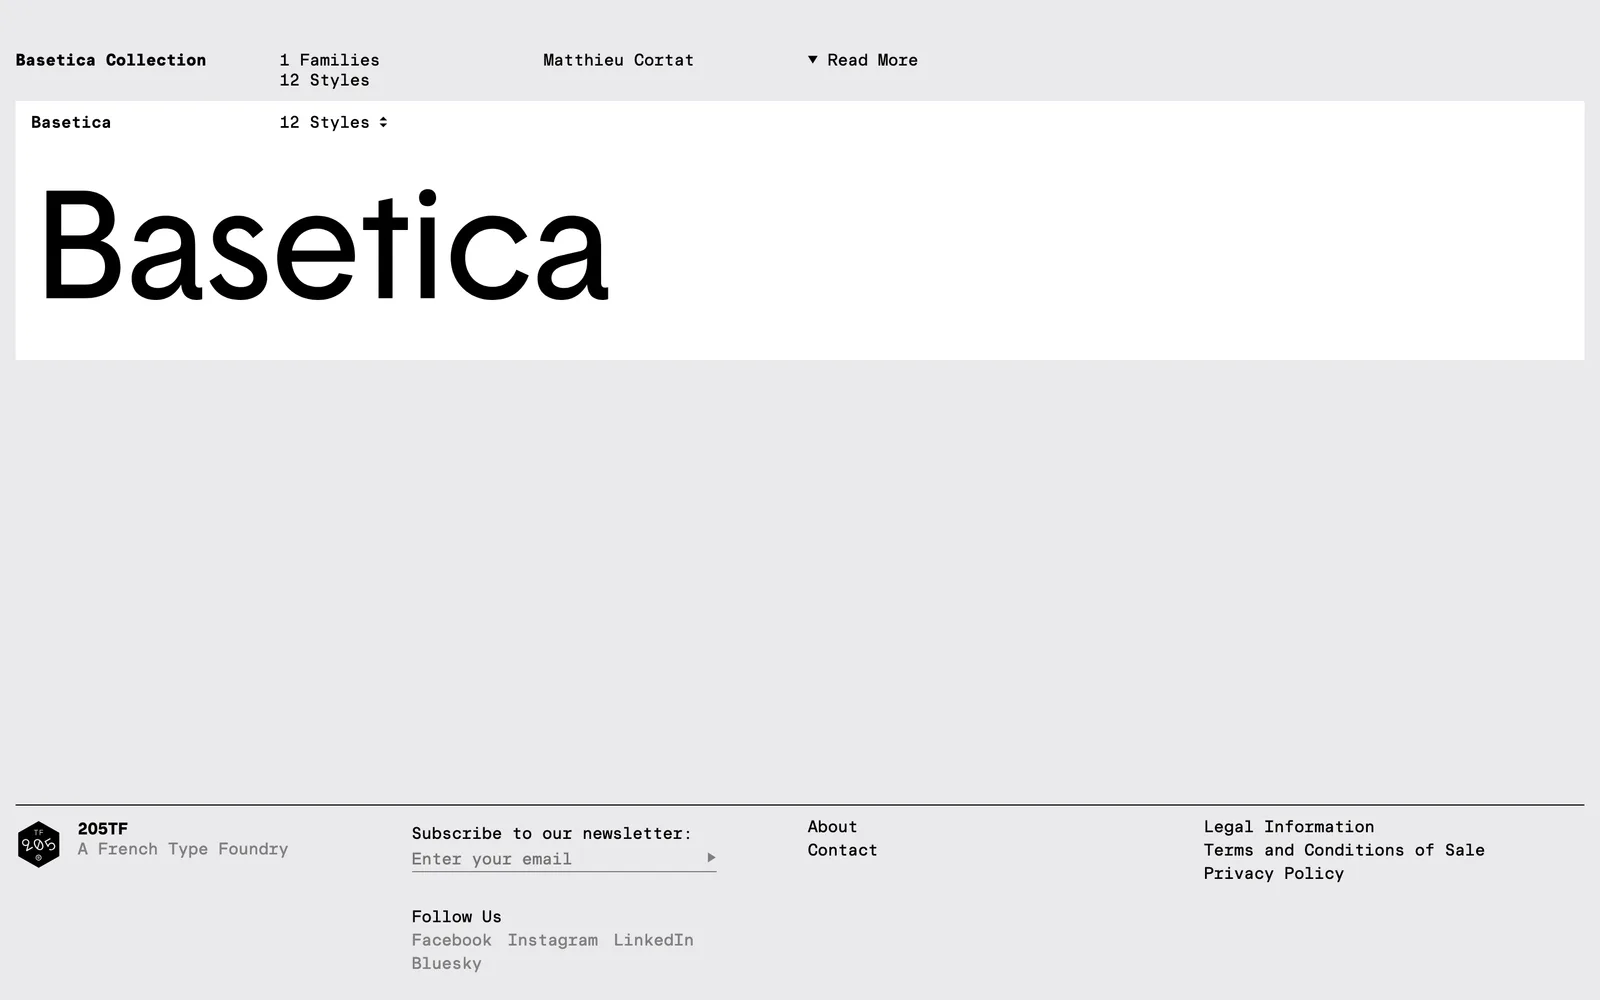 Basetica Collection
1 Families
12 Styles
Matthieu Cortat
▼ Read More
Basetica
12 Styles
Basetica
TF
205
205TF
A French Type Foundry
Subscribe to our newsletter:
Enter your email
Follow Us
Facebook Instagram LinkedIn
Bluesky
About
Contact
Legal Information
Terms and Conditions of Sale
Privacy Policy